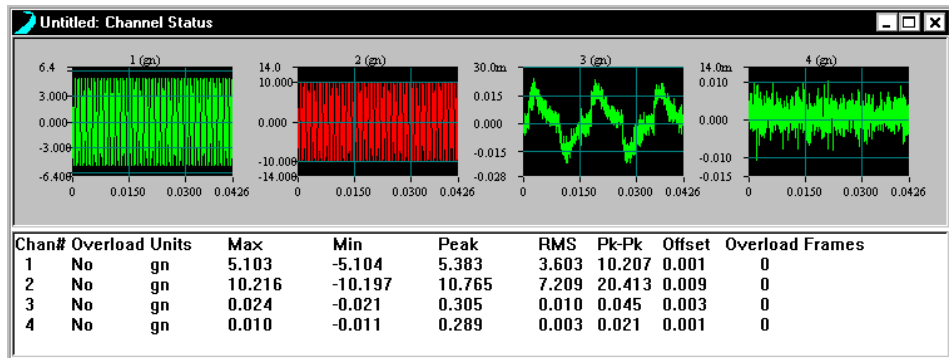 Untitled: Channel Status
1 (gn)
6.4
3.000
0.000
-3.000
-6.400
0 0.0150 0.0300 0.0426
2 (gn)
14.0
10.000
0.000
-10.000
-14.000
0 0.0150 0.0300 0.0426
3 (gn)
30.0m
0.015
0.000
-0.015
-0.028
0 0.0150 0.0300 0.0426
4 (gn)
14.0m
0.010
0.000
-0.010
-0.015
0 0.0150 0.0300 0.0426
Chan# Overload Units Max Min Peak RMS Pk-Pk Offset Overload Frames
1 No gn 5.103 -5.104 5.383 3.603 10.207 0.001 0
2 No gn 10.216 -10.197 10.765 7.209 20.413 0.009 0
3 No gn 0.024 -0.021 0.305 0.010 0.045 0.003 0
4 No gn 0.010 -0.011 0.289 0.003 0.021 0.001 0